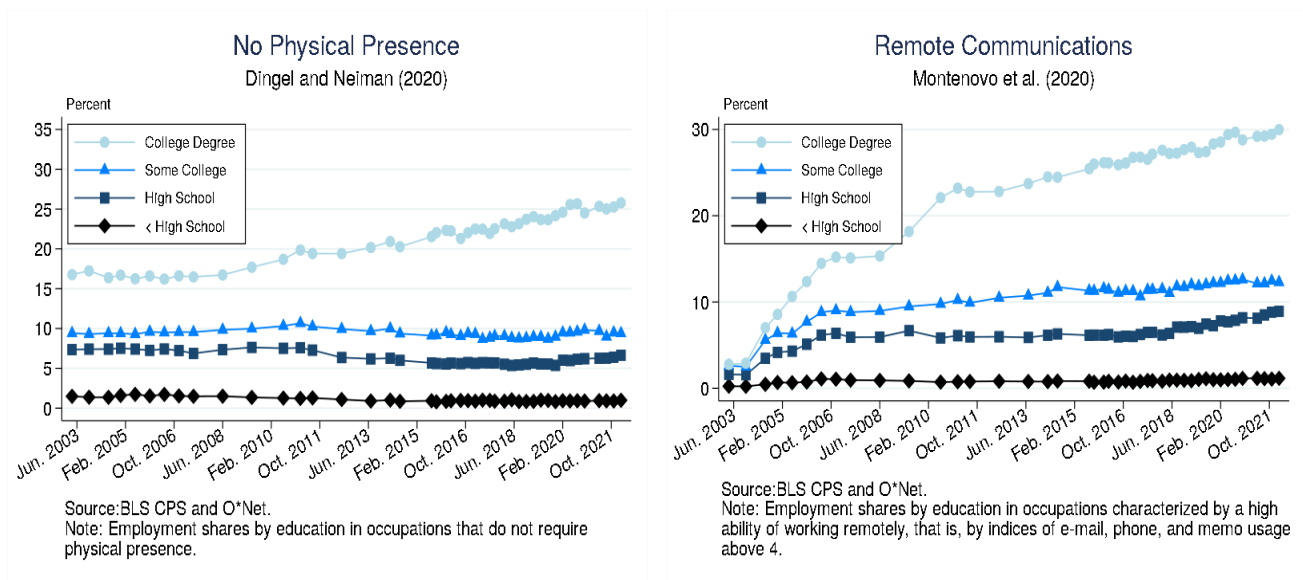 No Physical Presence
Dingel and Neiman (2020)
Percent
35
30
25
20
15
10
5
0
College Degree
Some College
High School
< High School
Jun. 2003
Feb. 2005
Oct. 2006
Jun. 2008
Feb. 2010
Oct. 2011
Jun. 2013
Feb. 2015
Oct. 2016
Jun. 2018
Feb. 2020
Oct. 2021
Source:BLS CPS and O*Net.
Note: Employment shares by education in occupations that do not require
physical presence.
Remote Communications
Montenovo et al. (2020)
Percent
30
20
10
0
College Degree
Some College
High School
< High School
Jun. 2003
Feb. 2005
Oct. 2006
Jun. 2008
Feb. 2010
Oct. 2011
Jun. 2013
Feb. 2015
Oct. 2016
Jun. 2018
Feb. 2020
Oct. 2021
Source:BLS CPS and O*Net.
Note: Employment shares by education in occupations characterized by a high
ability of working remotely, that is, by indices of e-mail, phone, and memo usage
above 4.